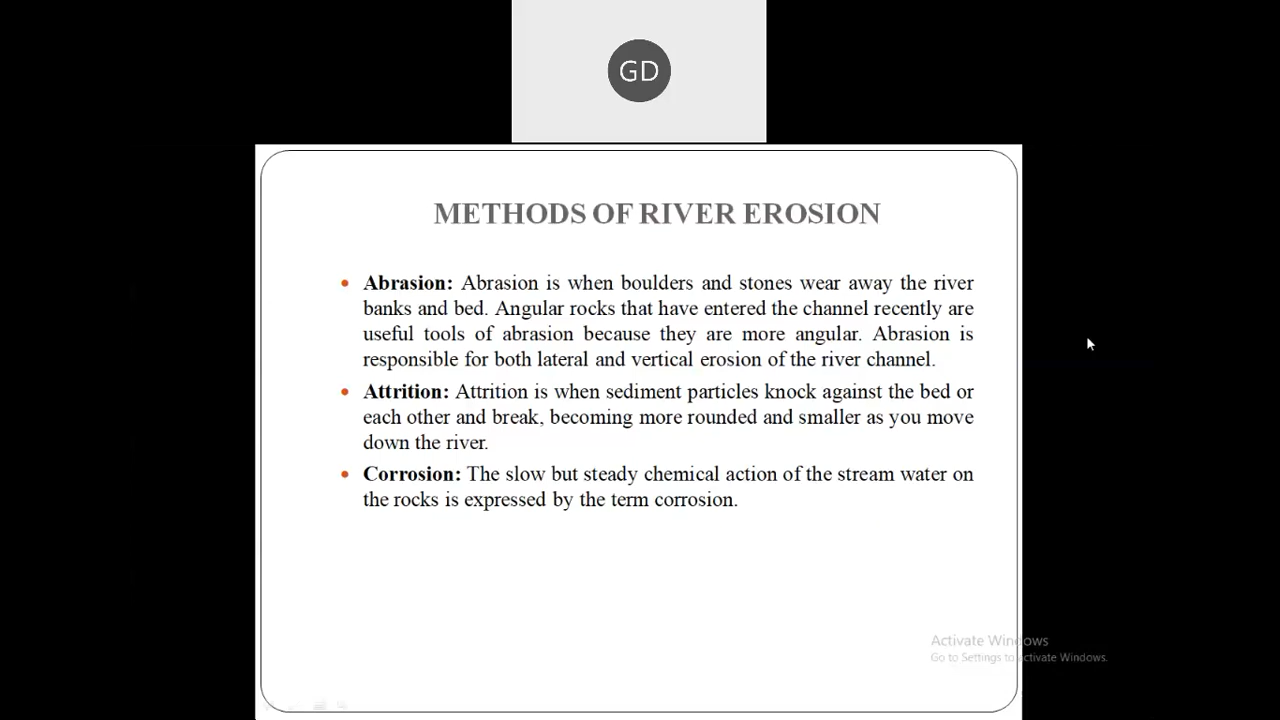 GD
METHODS OF RIVER EROSION
• Abrasion: Abrasion is when boulders and stones wear away the river
banks and bed. Angular rocks that have entered the channel recently are
useful tools of abrasion because they are more angular. Abrasion is
responsible for both lateral and vertical erosion of the river channel.
• Attrition: Attrition is when sediment particles knock against the bed or
each other and break, becoming more rounded and smaller as you move
down the river.
• Corrosion: The slow but steady chemical action of the stream water on
the rocks is expressed by the term corrosion.
Activate Windows
Go to Settings to activate Windows.